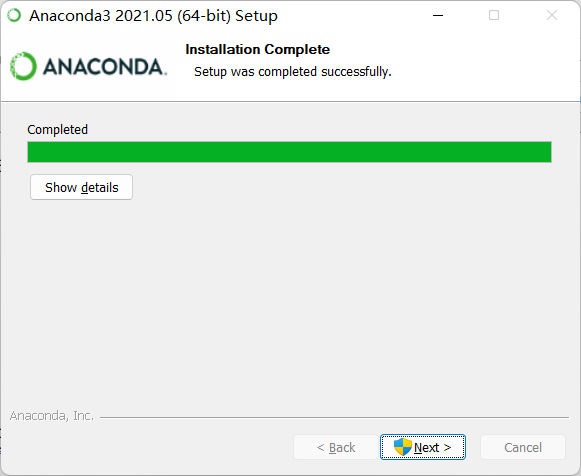 Anaconda3 2021.05 (64-bit) Setup
ANACONDA.
Installation Complete
Setup was completed successfully.
Completed
Show details
Anaconda, Inc.
< Back
Next >
Cancel